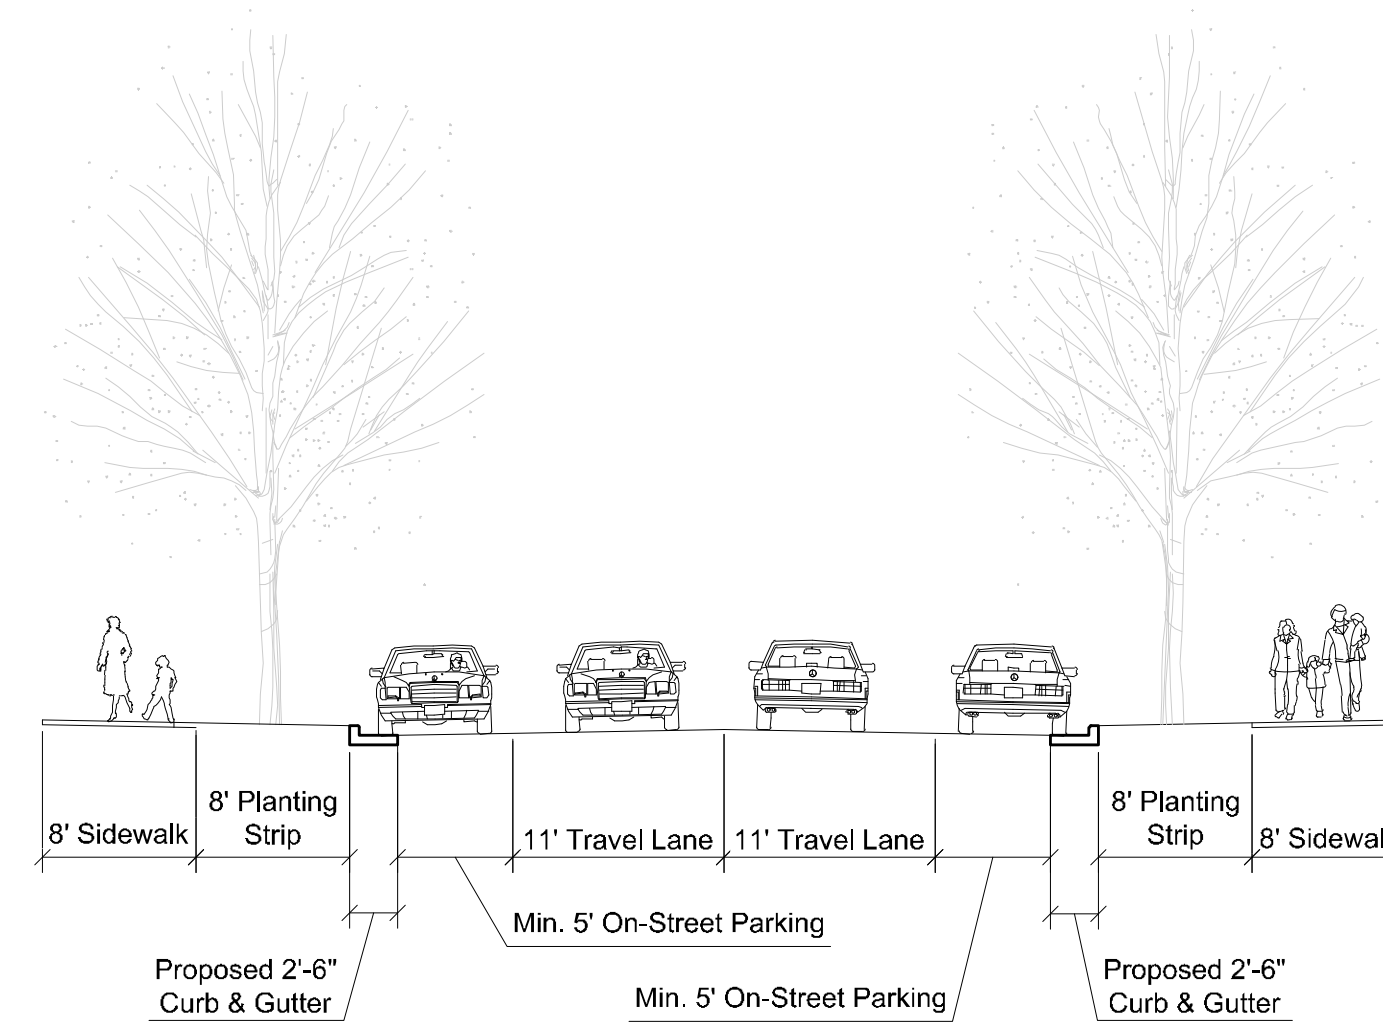 8' Sidewalk
8' Planting
Strip
11' Travel Lane
11' Travel Lane
8' Planting
Strip
8' Sidewal
Min. 5' On-Street Parking
Proposed 2'-6"
Curb & Gutter
Min. 5' On-Street Parking
Proposed 2'-6"
Curb & Gutter